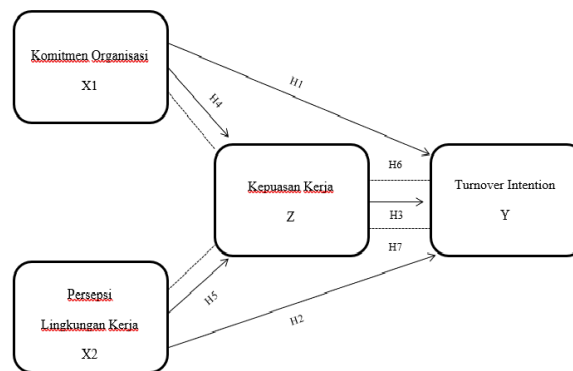 Komitmen Organisasi
X1
H1
H4
Kepuasan Kerja
Z
H6
H3
H7
Turnover Intention
Y
Persepsi
Lingkungan Kerja
X2
H5
H2